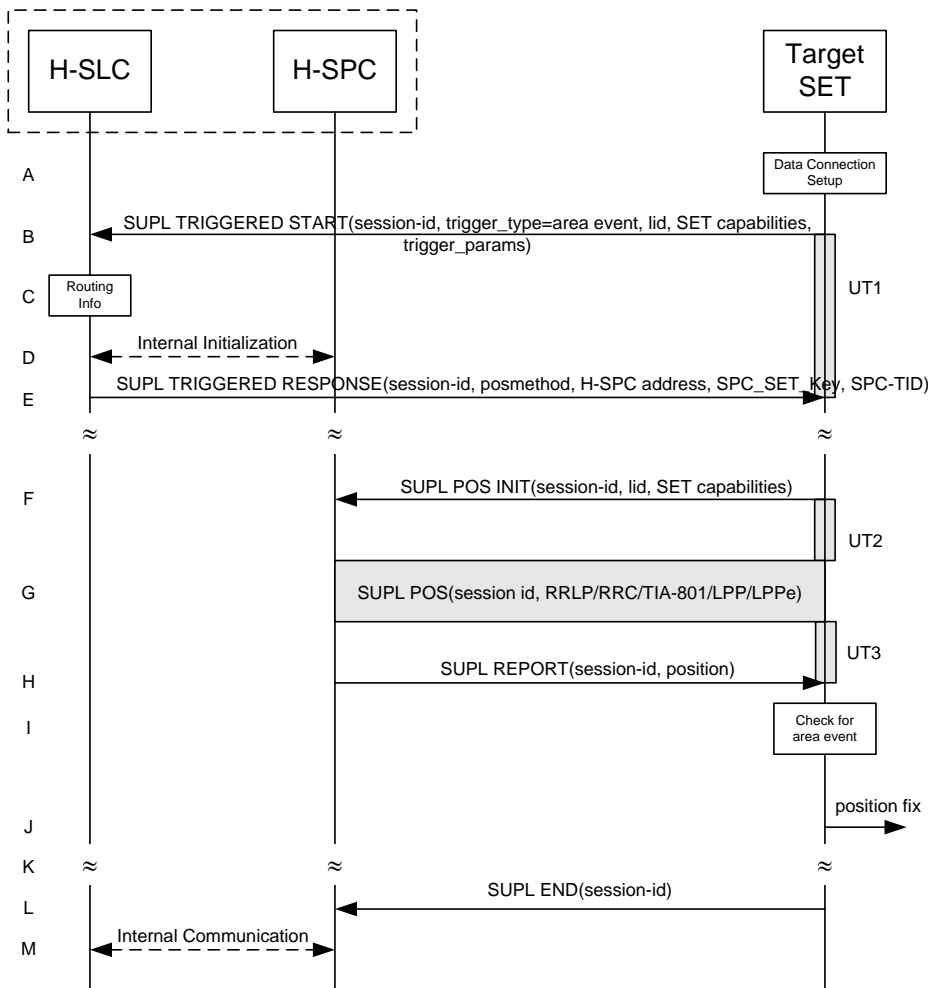 H-SLC
H-SPC
Target
SET
A
Data Connection
Setup
B
SUPL TRIGGERED START(session-id, trigger_type=area event, lid, SET capabilities,
trigger_params)
C
Routing
Info
UT1
D
Internal Initialization
E
SUPL TRIGGERED RESPONSE(session-id, posmethod, H-SPC address, SPC_SET_Key, SPC-TID)
≈ ≈ ≈
F
SUPL POS INIT(session-id, lid, SET capabilities)
UT2
G
SUPL POS(session id, RRLP/RRC/TIA-801/LPP/LPPe)
UT3
H
SUPL REPORT(session-id, position)
I
Check for
area event
J
position fix
K
≈ ≈ ≈
L
SUPL END(session-id)
M
Internal Communication